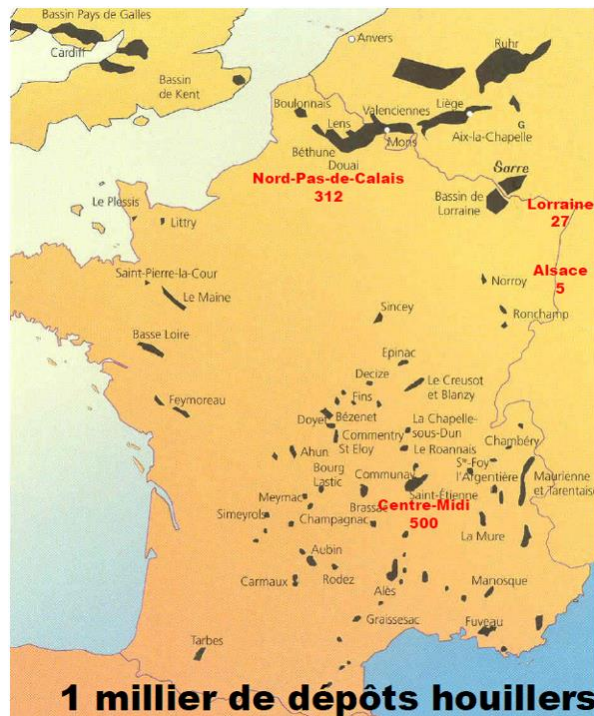 Bassin Pays de Galles
Cardiff
Bassin
de Kent
Anvers
Ruhr
Boulonnais
Valenciennes
Liège
Lens
G
Aix-la-Chapelle
Béthune
Mons
Douai
Nord-Pas-de-Calais
312
Sarre
Bassin de
Lorraine
Lorraine
27
Le Plessis
Littry
Alsace
5
Saint-Pierre-la-Cour
Le Maine
Norroy
Ronchamp
Sincey
Basse Loire
Epinac
Decize
Le Creusot
et Blanzy
Feymoreau
Fins
Doyet
Bézenet
La Chapelle-
sous-Dun
Commentry
St Eloy
Le Roannais
Chambéry
Ahun
Bourg
Lastic
Communay
Ste-Foy
l'Argentière
Maurienne
et Tarentaise
Meymac
Saint-Étienne
Simeyrols
Brassac
Centre-Midi
500
Champagnac
La Mure
Aubin
Carmaux
Rodez
Alès
Manosque
Graissesac
Fuveau
Tarbes
1 millier de dépôts houillers